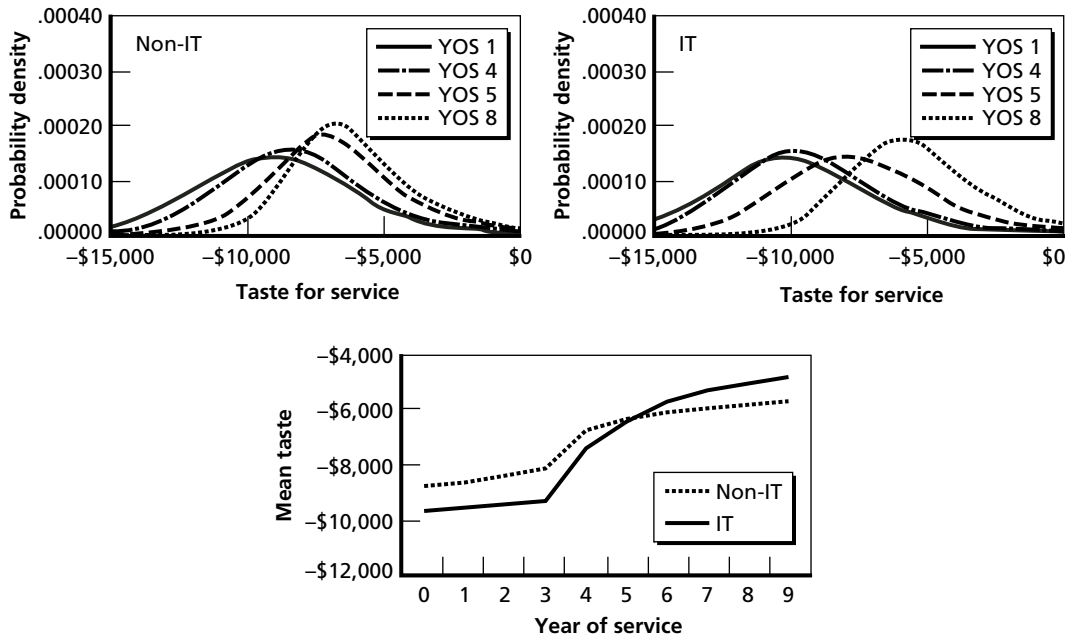 .00040
.00030
.00020
.00010
.00000
Probability density
Non-IT
YOS 1
YOS 4
YOS 5
YOS 8
–$15,000 –$10,000 –$5,000 $0
Taste for service
.00040
.00030
.00020
.00010
.00000
Probability density
IT
YOS 1
YOS 4
YOS 5
YOS 8
–$15,000 –$10,000 –$5,000 $0
Taste for service
–$4,000
–$6,000
–$8,000
–$10,000
–$12,000
Mean taste
Non-IT
IT
0 1 2 3 4 5 6 7 8 9
Year of service